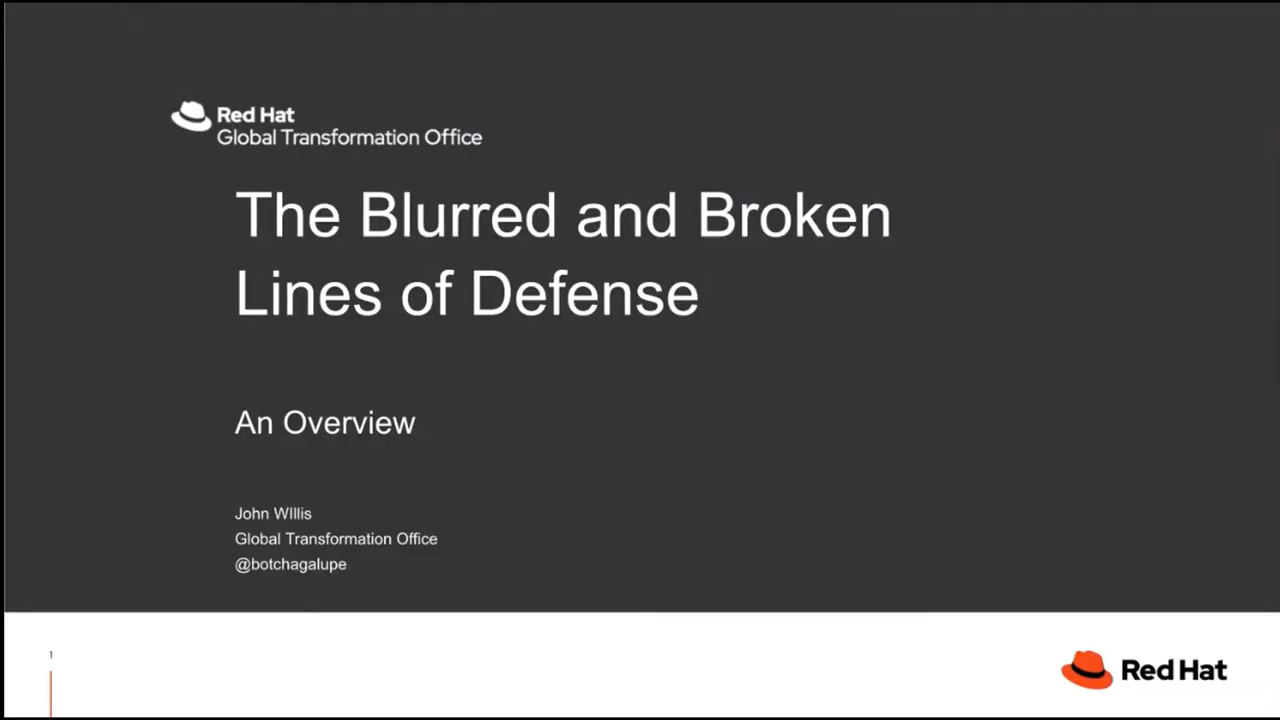 Red Hat
Global Transformation Office
The Blurred and Broken
Lines of Defense
An Overview
John WIllis
Global Transformation Office
@botchagalupe
1
Red Hat